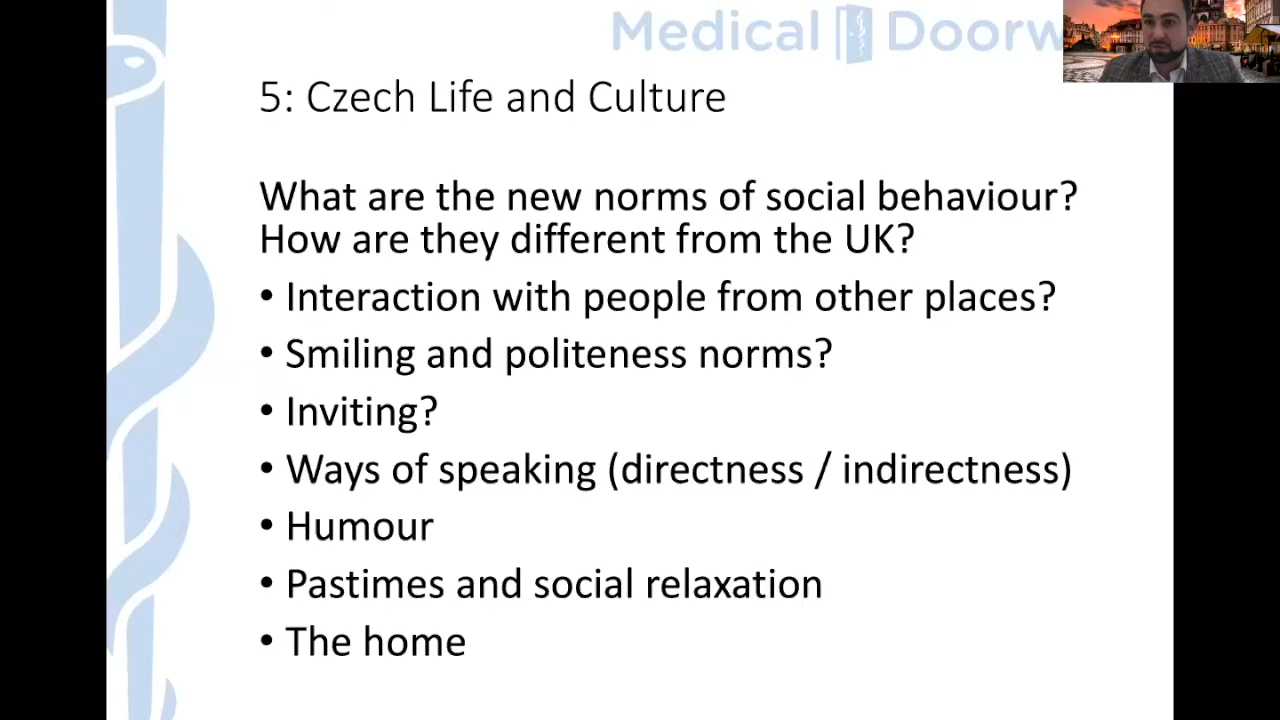 Medical Doorw
5: Czech Life and Culture
What are the new norms of social behaviour?
How are they different from the UK?
• Interaction with people from other places?
• Smiling and politeness norms?
• Inviting?
• Ways of speaking (directness / indirectness)
• Humour
• Pastimes and social relaxation
• The home